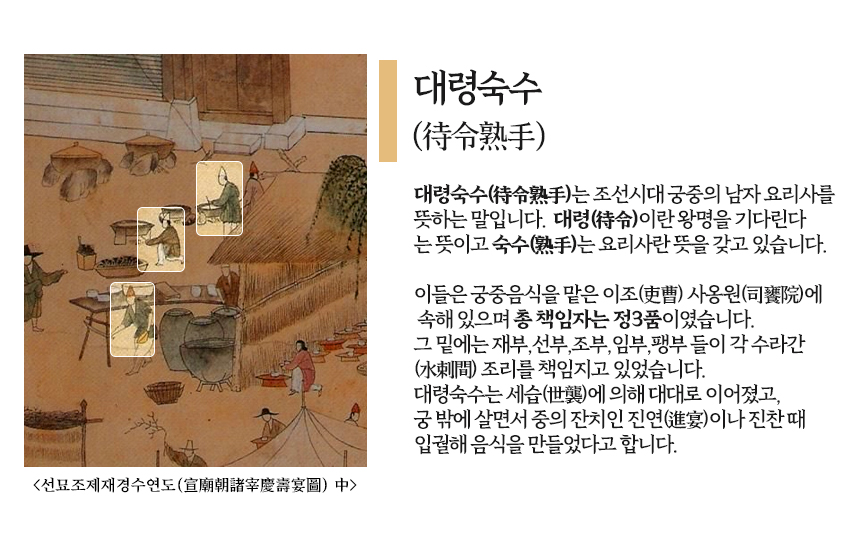 대령숙수
(待令熟手)
대령숙수(待令熟手)는 조선시대 궁중의 남자 요리사를
뜻하는 말입니다. 대령(待令)이란 왕명을 기다린다
는 뜻이고 숙수(熟手)는 요리사란 뜻을 갖고 있습니다.
이들은 궁중음식을 맡은 이조(吏曹) 사옹원(司饔院)에
속해 있으며 총 책임자는 정3품이였습니다.
그 밑에는 재부,선부,조부,임부,팽부 들이 각 수라간
(水刺間) 조리를 책임지고 있었습니다.
대령숙수는 세습(世襲)에 의해 대대로 이어졌고,
궁 밖에 살면서 중의 잔치인 진연(進宴)이나 진찬 때
입궐해 음식을 만들었다고 합니다.
<선묘조제재경수연도(宣廟朝諸宰慶壽宴圖) 中>